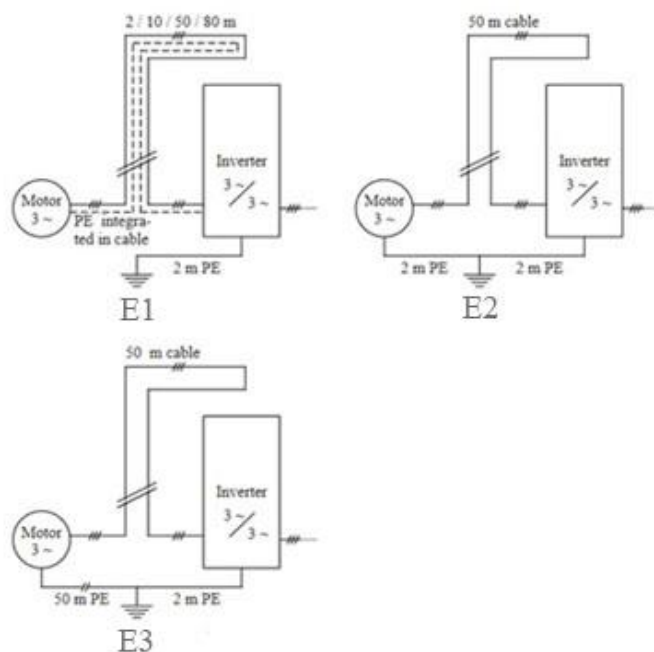 2 / 10 / 50 / 80 m
Inverter
3 ~
3 ~
Motor
3 ~
PE integra-
ted in cable
2 m PE
E1
50 m cable
Inverter
3 ~
3 ~
Motor
3 ~
2 m PE
2 m PE
E2
50 m cable
Inverter
3 ~
3 ~
Motor
3 ~
50 m PE
2 m PE
E3